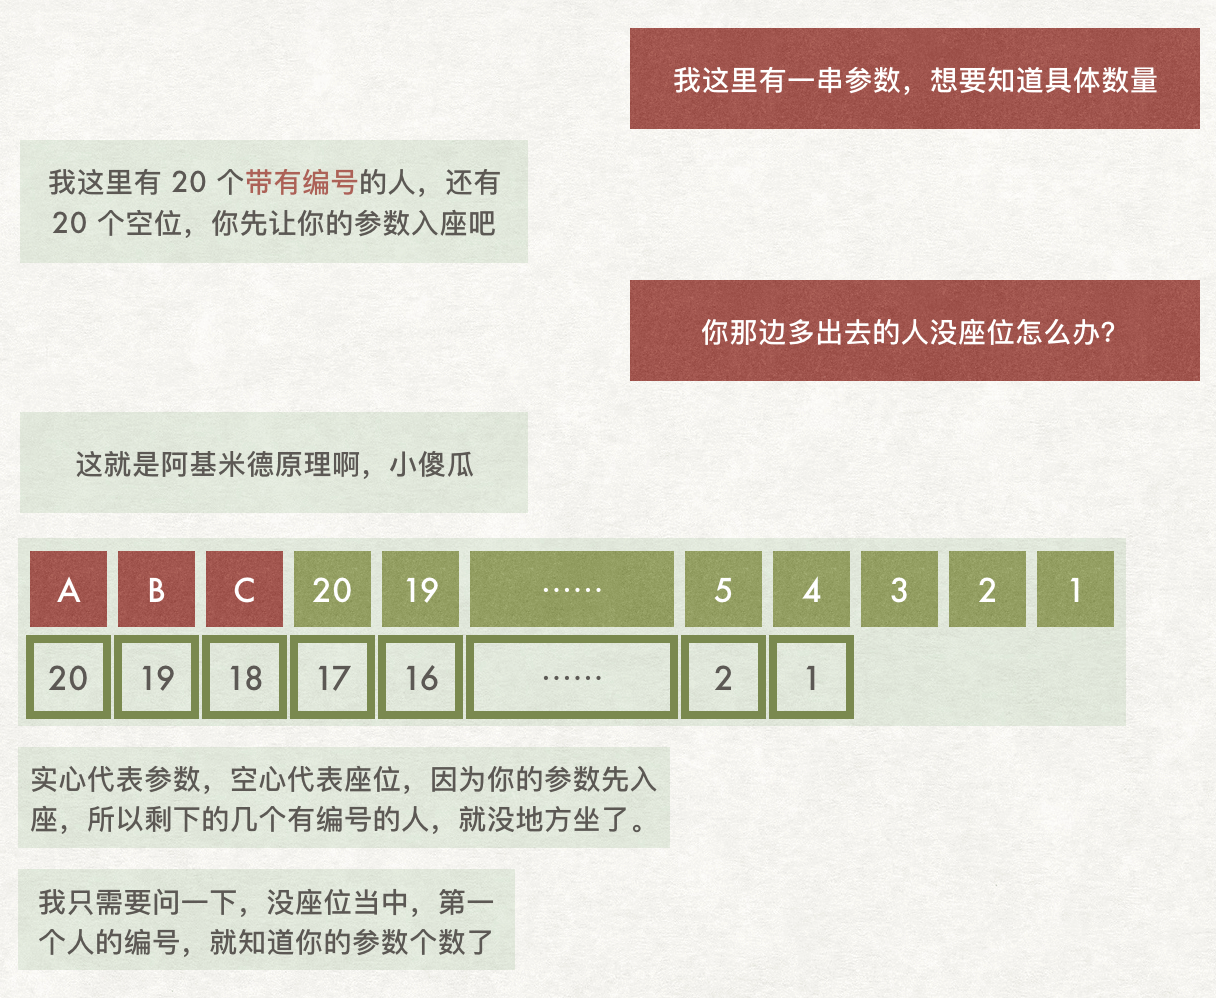 我这里有一串参数，想要知道具体数量
我这里有 20 个带有编号的人，还有
20 个空位，你先让你的参数入座吧
你那边多出去的人没座位怎么办？
这就是阿基米德原理啊，小傻瓜
A B C 20 19 …… 5 4 3 2 1
20 19 18 17 16 …… 2 1
实心代表参数，空心代表座位，因为你的参数先入
座，所以剩下的几个有编号的人，就没地方坐了。
我只需要问一下，没座位当中，第一
个人的编号，就知道你的参数个数了